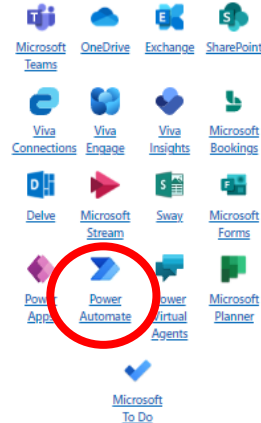 Microsoft Teams
OneDrive
Exchange
SharePoint
Viva Connections
Viva Engage
Viva Insights
Microsoft Bookings
Delve
Microsoft Stream
Sway
Microsoft Forms
Power Apps
Power Automate
Power Virtual Agents
Microsoft Planner
Microsoft To Do